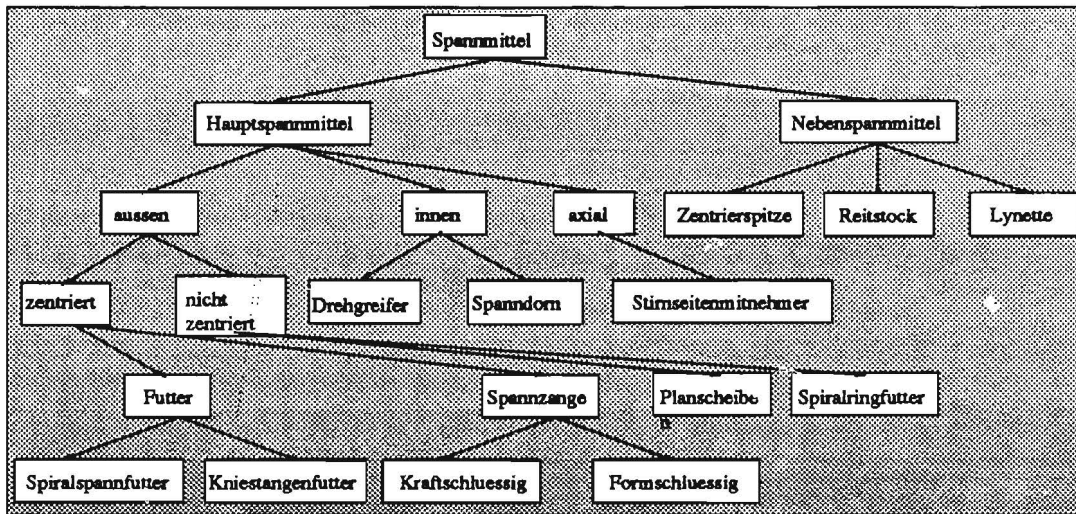 Spannmittel
Hauptspannmittel
Nebenspannmittel
aussen
innen
axial
Zentrierspitze
Reitstock
Lynette
zentriert
nicht
zentriert
Drehgreifer
Spanndorn
Stirnseitenmitnehmer
Futter
Spannzange
Planscheibe
n
Spiralringfutter
Spiralspannfutter
Kniestangenfutter
Kraftschluessig
Formschluessig